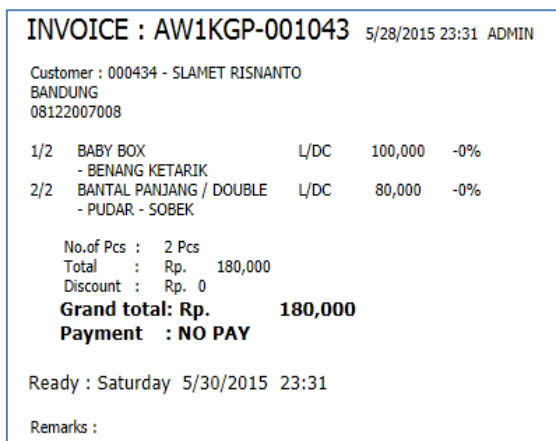 INVOICE : AW1KGP-001043 5/28/2015 23:31 ADMIN
Customer : 000434 - SLAMET RISNANTO
BANDUNG
08122007008
1/2 BABY BOX L/DC 100,000 -0%
- BENANG KETARIK
2/2 BANTAL PANJANG / DOUBLE L/DC 80,000 -0%
- PUDAR - SOBEK
No.of Pcs : 2 Pcs
Total : Rp. 180,000
Discount : Rp. 0
Grand total: Rp. 180,000
Payment : NO PAY
Ready : Saturday 5/30/2015 23:31
Remarks :